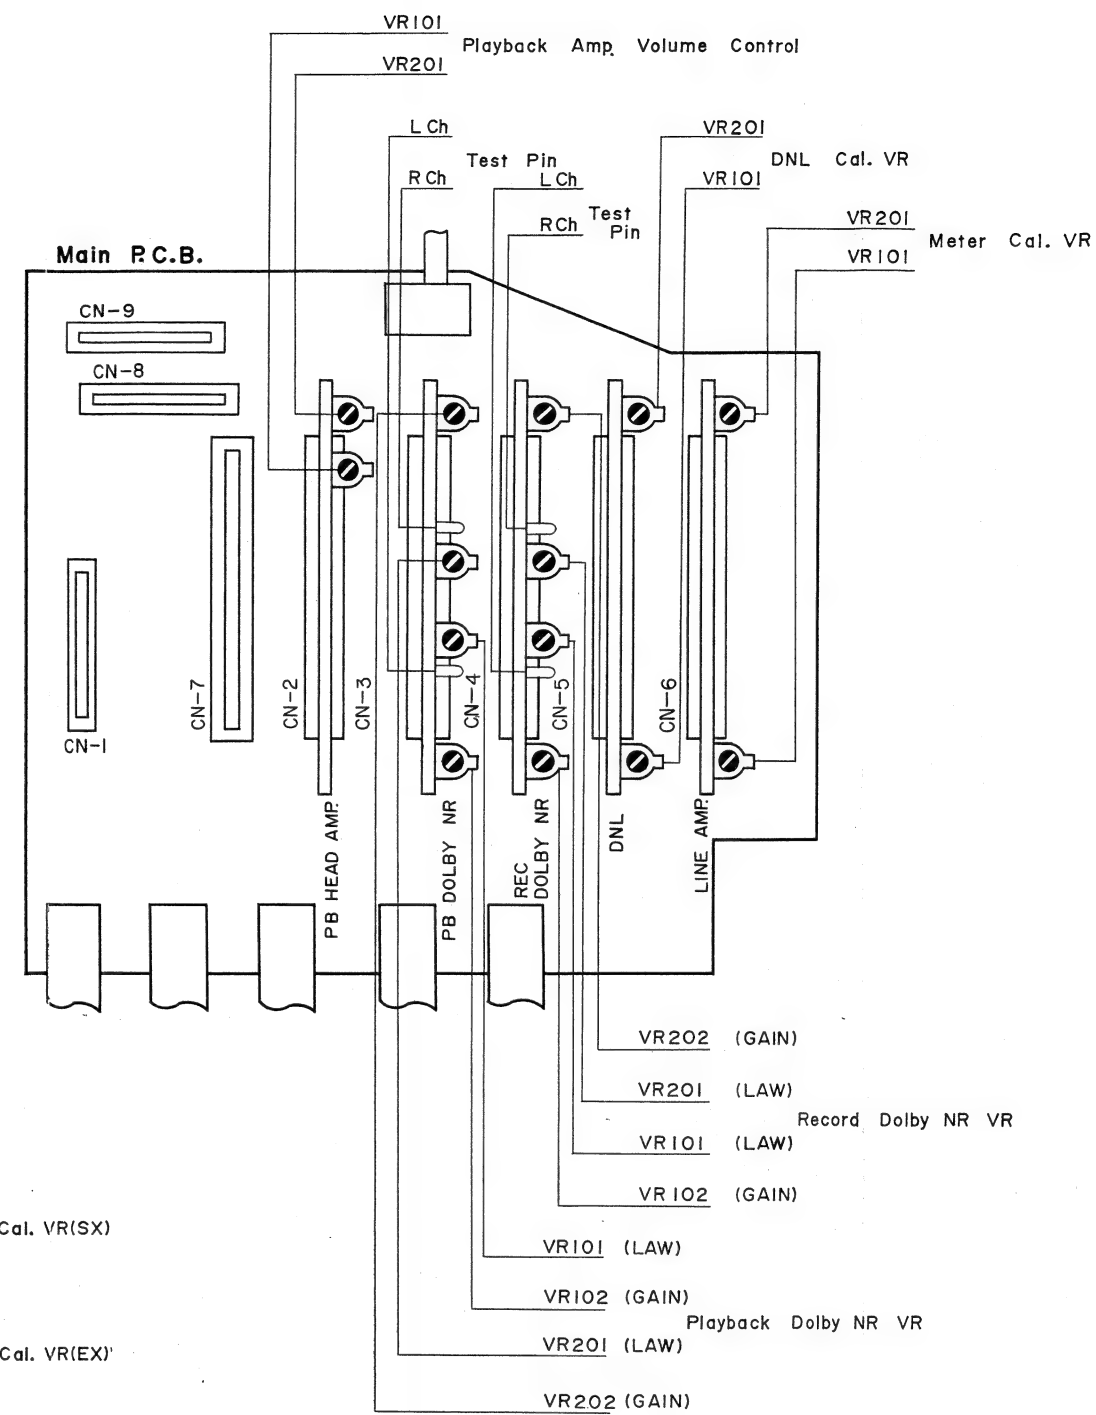 VR101
Playback Amp. Volume Control
VR201
L Ch
VR201
Test Pin
DNL Cal. VR
R Ch
L Ch
VR101
Test
Pin
R Ch
VR201
Meter Cal. VR
VR101
Main P.C.B.
CN-9
CN-8
CN-7
CN-2
CN-3
CN-4
CN-5
CN-6
CN-1
PB HEAD AMP.
PB DOLBY NR
REC
DOLBY NR
DNL
LINE AMP.
VR202 (GAIN)
VR201 (LAW)
Record Dolby NR VR
VR101 (LAW)
VR102 (GAIN)
Cal. VR(SX)
VR101 (LAW)
VR102 (GAIN)
Playback Dolby NR VR
VR201 (LAW)
Cal. VR(EX)
VR202 (GAIN)